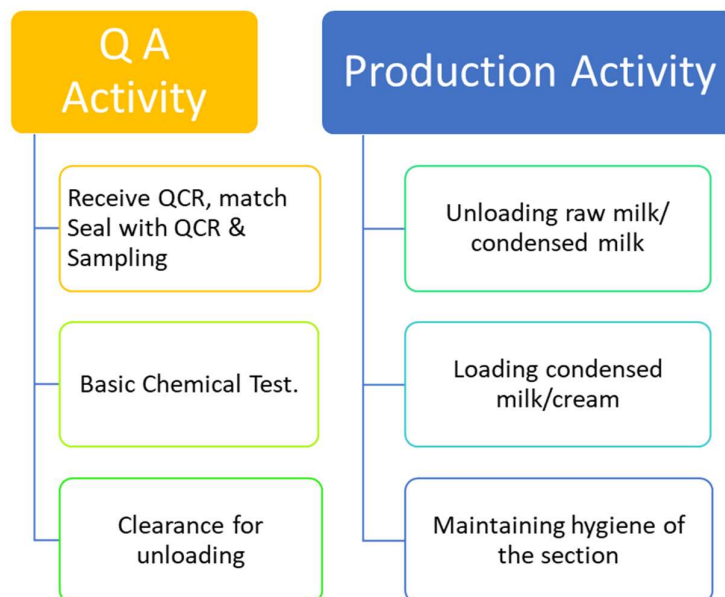 Q A
Activity
Receive QCR, match
Seal with QCR &
Sampling
Basic Chemical Test.
Clearance for
unloading
Production Activity
Unloading raw milk/
condensed milk
Loading condensed
milk/cream
Maintaining hygiene of
the section